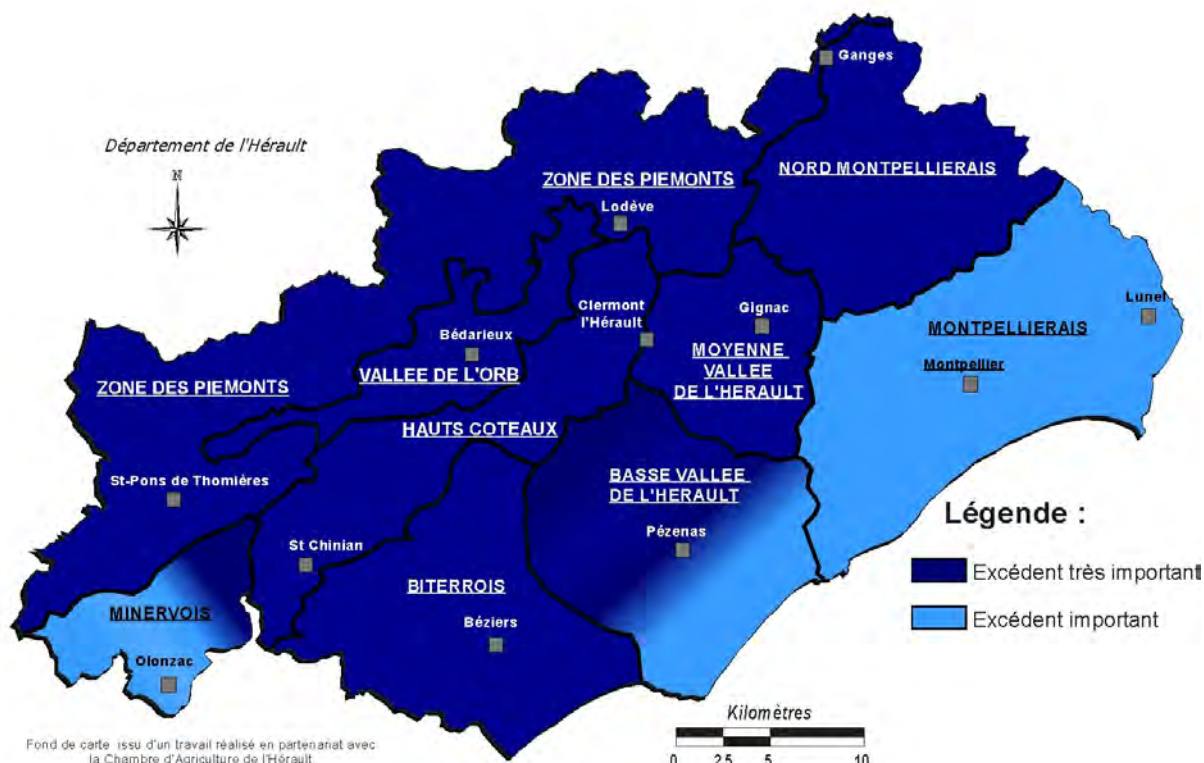 Ganges
Département de l'Hérault
N
ZONE DES PIEMONTS
NORD MONTPELLIERAIS
Lodève
Clermont
l'Hérault
Gignac
Lunel
Bédarieux
MONTPELLIERAIS
MOYENNE
VALLEE
DE L'HERAULT
Montpellier
ZONE DES PIEMONTS
VALLEE DE L'ORB
HAUTS COTEAUX
St-Pons de Thomières
BASSE VALLEE
DE L'HERAULT
Légende :
Pézenas
St Chinian
Excédent très important
MINERVOIS
BITERROIS
Excédent important
Béziers
Olonzac
Kilomètres
0 2,5 5 10
Fond de carte issu d'un travail réalisé en partenariat avec
la Chambre d'Agriculture de l'Hérault